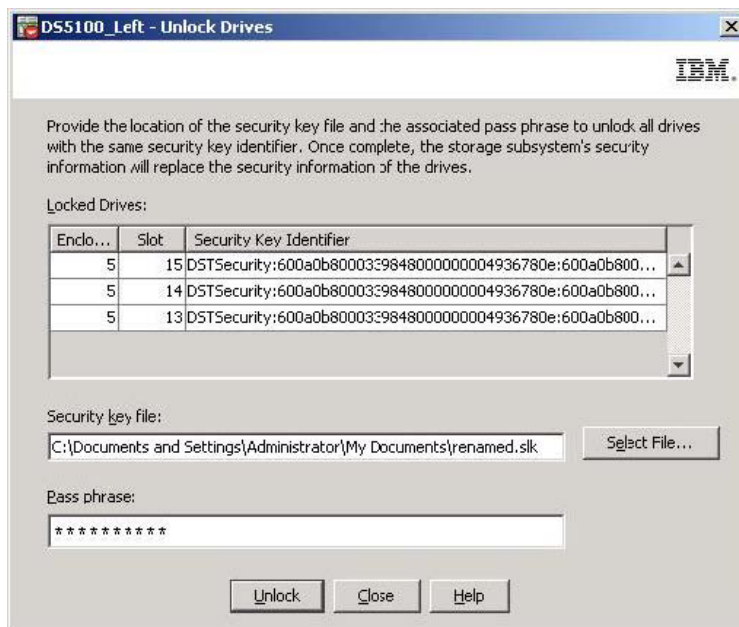 DS5100_Left - Unlock Drives
IBM.
Provide the location of the security key file and the associated pass phrase to unlock all drives
with the same security key identifier. Once complete, the storage subsystem's security
information will replace the security information of the drives.
Locked Drives:
Enclo... Slot Security Key Identifier
5 15 DSTSecurity:600a0b8000339848000000004936780e:600a0b800...
5 14 DSTSecurity:600a0b8000339848000000004936780e:600a0b800...
5 13 DSTSecurity:600a0b8000339848000000004936780e:600a0b800...
Security key file:
C:\Documents and Settings\Administrator\My Documents\renamed.slk Select File...
Pass phrase:
**********
Unlock Close Help